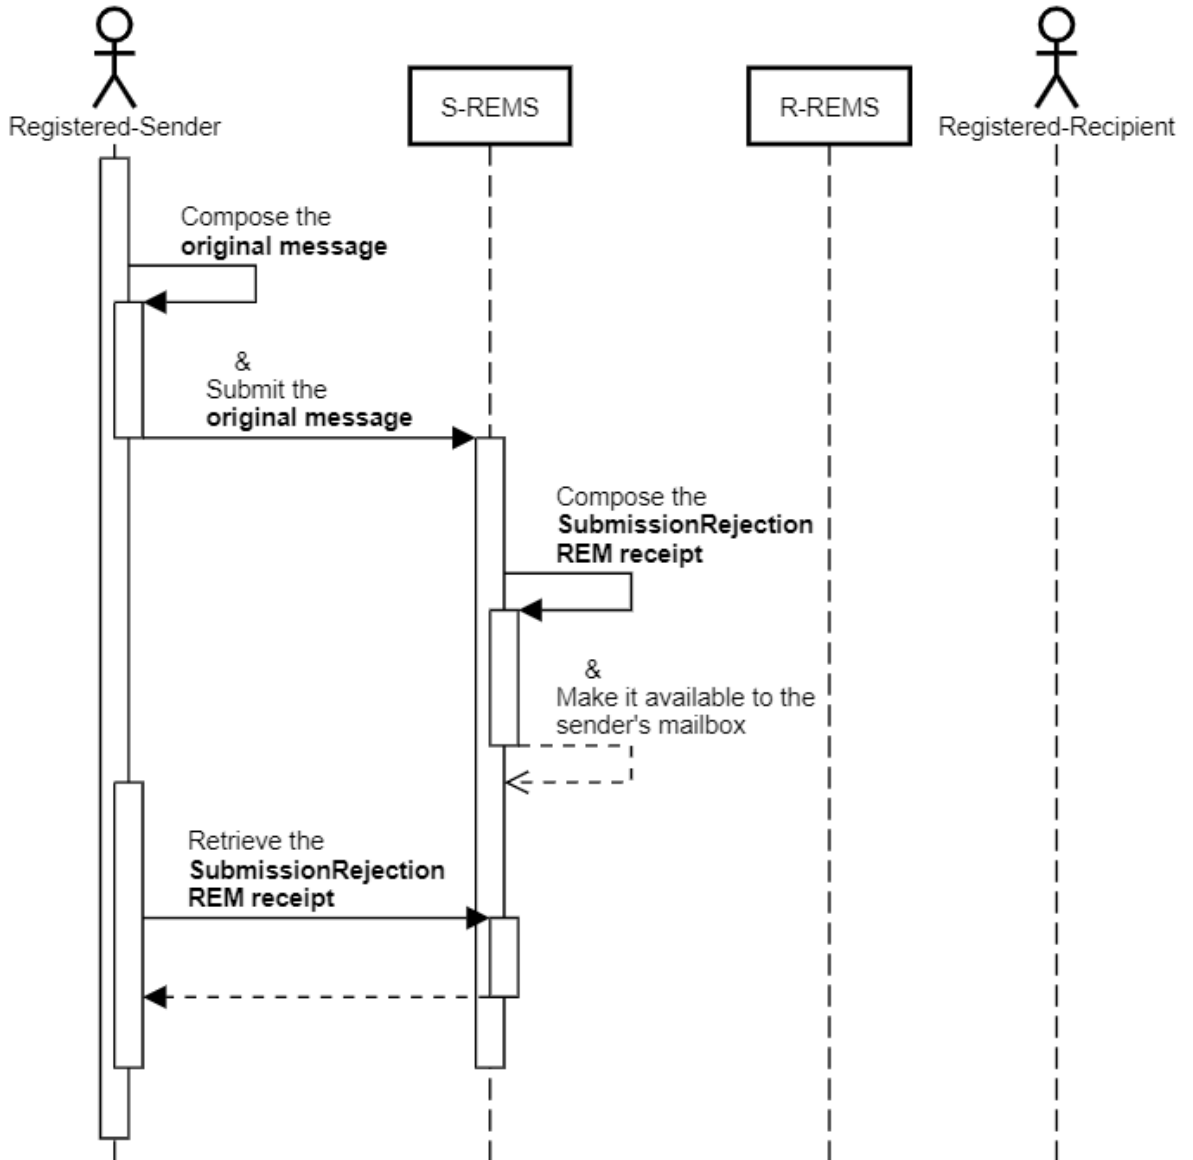 Registered-Sender
S-REMS
R-REMS
Registered-Recipient
Compose the
original message
&
Submit the
original message
Compose the
SubmissionRejection
REM receipt
&
Make it available to the
sender's mailbox
Retrieve the
SubmissionRejection
REM receipt